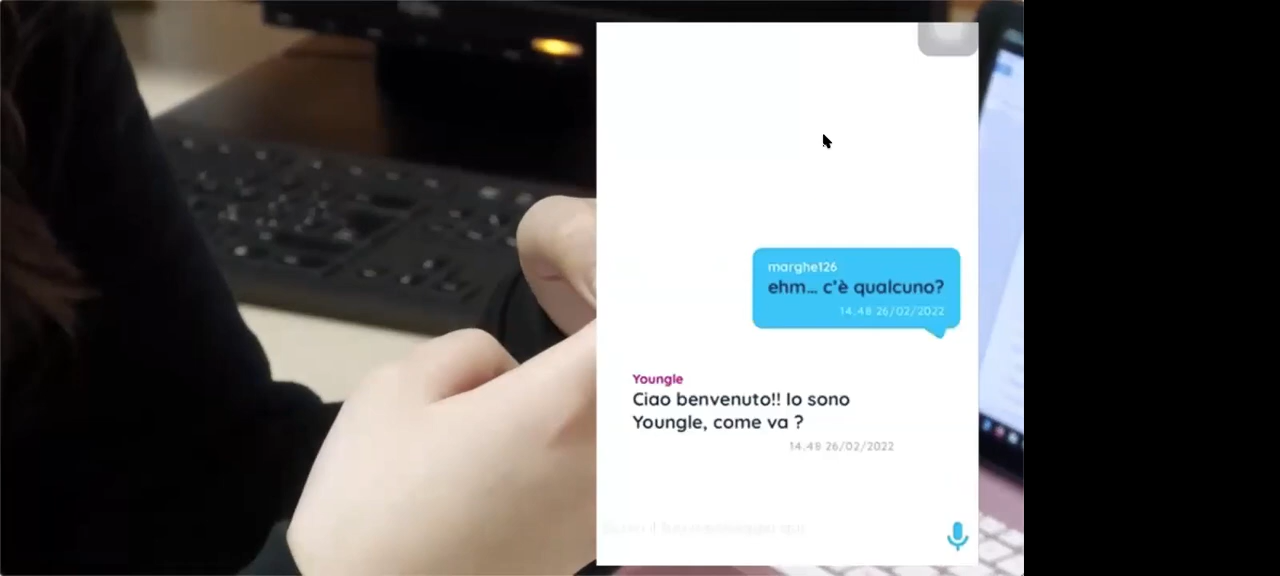 marghe126
ehm... c'è qualcuno?
14.48 26/02/2022
Youngle
Ciao benvenuto!! Io sono
Youngle, come va ?
14.48 26/02/2022